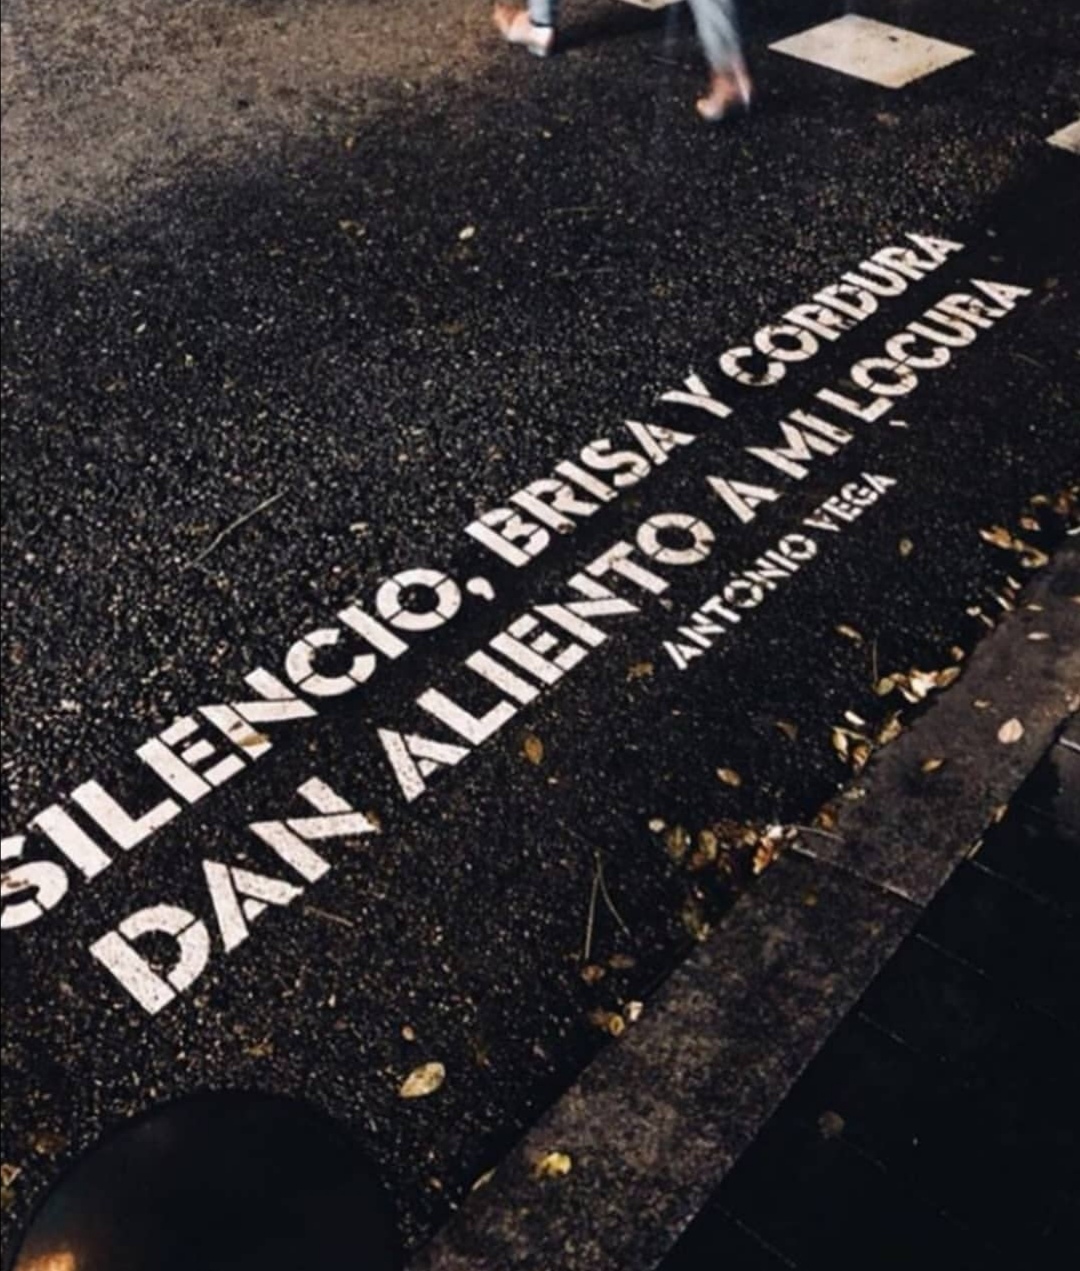 SILENCIO, BRISA Y CORDURA
DAN ALIENTO A MI LOCURA
ANTONIO VEGA